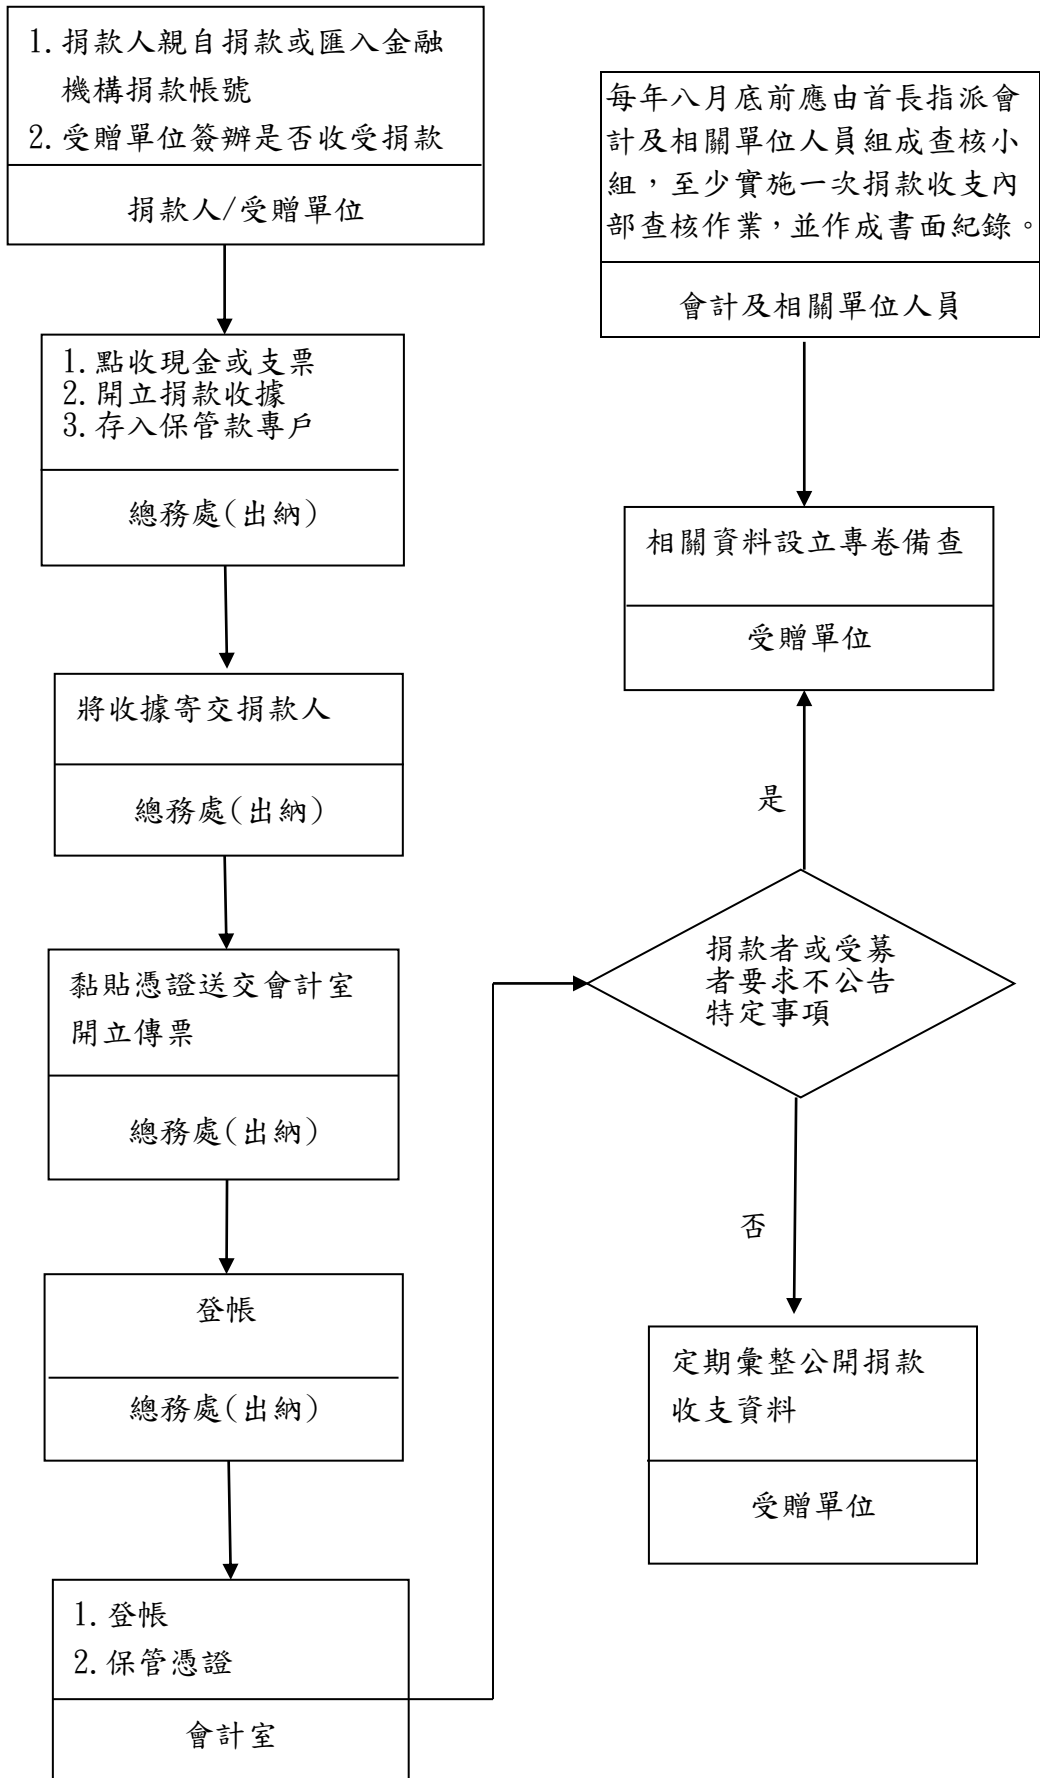 1.捐款人親自捐款或匯入金融
機構捐款帳號
2.受贈單位簽辦是否收受捐款
捐款人/受贈單位
1.點收現金或支票
2.開立捐款收據
3.存入保管款專戶
總務處(出納)
將收據寄交捐款人
總務處(出納)
黏貼憑證送交會計室
開立傳票
總務處(出納)
登帳
總務處(出納)
1.登帳
2.保管憑證
會計室
每年八月底前應由首長指派會
計及相關單位人員組成查核小
組，至少實施一次捐款收支內
部查核作業，並作成書面紀錄。
會計及相關單位人員
相關資料設立專卷備查
受贈單位
是
捐款者或受募
者要求不公告
特定事項
否
定期彙整公開捐款
收支資料
受贈單位